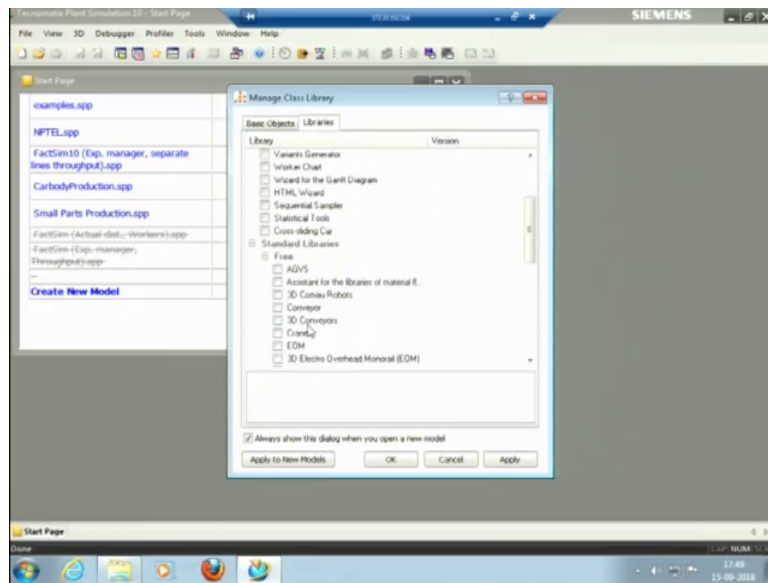 Tecnomatix Plant Simulation 10 - Start Page
SIEMENS
File View 3D Debugger Profiler Tools Window Help
Start Page
examples.spp
NPTEL.spp
FactSim10 (Exp. manager, separate
lines throughput).spp
CarbodyProduction.spp
Small Parts Production.spp
FactSim (Actual dist., Workers).spp
FactSim (Exp. manager,
Throughput).spp
--
Create New Model
Manage Class Library
Basic Objects Libraries
Library Version
Variants Generator
Worker Chart
Wizard for the Gantt Diagram
HTML Wizard
Sequential Sampler
Statistical Tools
Cross-sliding Car
Standard Libraries
Free
AGVS
Assistant for the libraries of material fl...
3D Comau Robots
Conveyor
3D Conveyors
Crane
EOM
3D Electro Overhead Monorail (EOM)
Always show this dialog when you open a new model
Apply to New Models OK Cancel Apply
Start Page
Done
CAP NUM
17:49
15-09-2018